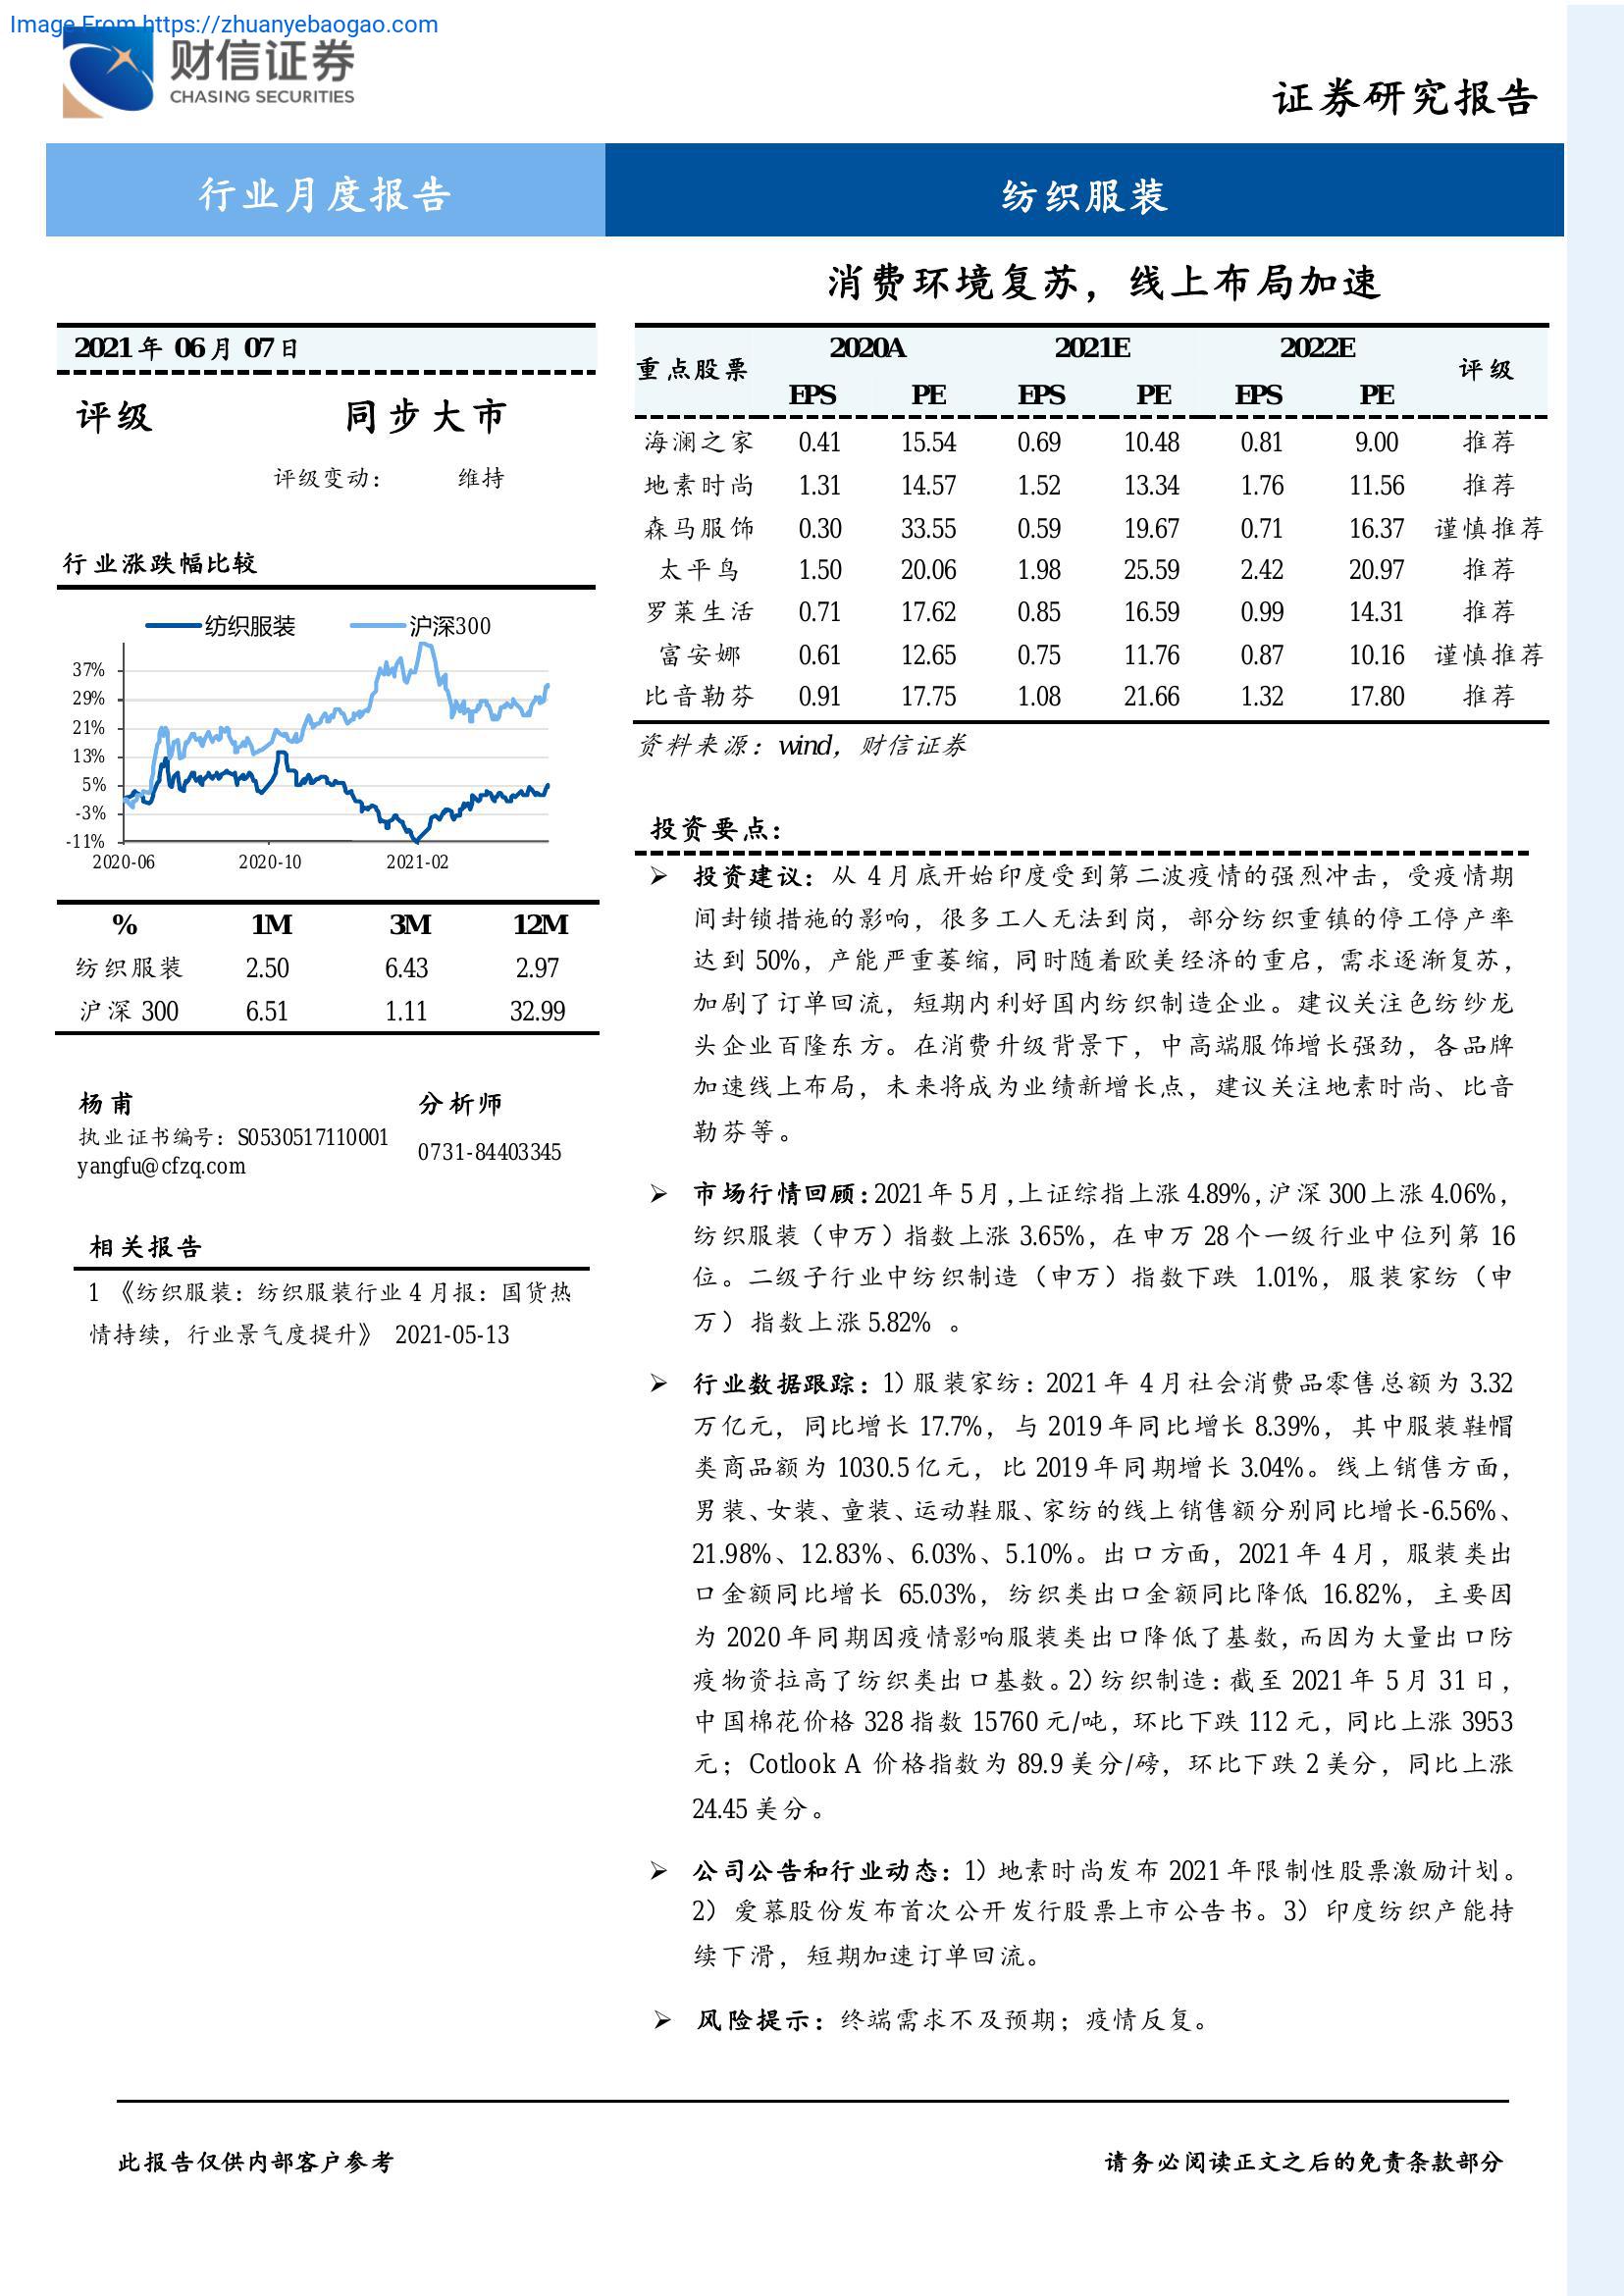 Image From https://zhuanyebaogao.com
财信证券
CHASING SECURITIES
证券研究报告
行业月度报告
纺织服装
消费环境复苏，线上布局加速
2021 年 06 月 07 日
评级 同步大市
评级变动： 维持
行业涨跌幅比较
纺织服装 沪深300
37%
29%
21%
13%
5%
-3%
-11%
2020-06 2020-10 2021-02
% 1M 3M 12M
纺织服装 2.50 6.43 2.97
沪深 300 6.51 1.11 32.99
杨甫 分析师
执业证书编号：S0530517110001
yangfu@cfzq.com 0731-84403345
相关报告
1 《纺织服装：纺织服装行业 4 月报：国货热
情持续，行业景气度提升》 2021-05-13
重点股票 2020A 2021E 2022E 评级
EPS PE EPS PE EPS PE
海澜之家 0.41 15.54 0.69 10.48 0.81 9.00 推荐
地素时尚 1.31 14.57 1.52 13.34 1.76 11.56 推荐
森马服饰 0.30 33.55 0.59 19.67 0.71 16.37 谨慎推荐
太平鸟 1.50 20.06 1.98 25.59 2.42 20.97 推荐
罗莱生活 0.71 17.62 0.85 16.59 0.99 14.31 推荐
富安娜 0.61 12.65 0.75 11.76 0.87 10.16 谨慎推荐
比音勒芬 0.91 17.75 1.08 21.66 1.32 17.80 推荐
资料来源：wind，财信证券
投资要点：
➢ 投资建议：从 4 月底开始印度受到第二波疫情的强烈冲击，受疫情期
间封锁措施的影响，很多工人无法到岗，部分纺织重镇的停工停产率
达到 50%，产能严重萎缩，同时随着欧美经济的重启，需求逐渐复苏，
加剧了订单回流，短期内利好国内纺织制造企业。建议关注色纺纱龙
头企业百隆东方。在消费升级背景下，中高端服饰增长强劲，各品牌
加速线上布局，未来将成为业绩新增长点，建议关注地素时尚、比音
勒芬等。
➢ 市场行情回顾：2021 年 5 月，上证综指上涨 4.89%，沪深 300 上涨 4.06%，
纺织服装（申万）指数上涨 3.65%，在申万 28 个一级行业中位列第 16
位。二级子行业中纺织制造（申万）指数下跌 1.01%，服装家纺（申
万）指数上涨 5.82% 。
➢ 行业数据跟踪：1）服装家纺：2021 年 4 月社会消费品零售总额为 3.32
万亿元，同比增长 17.7%，与 2019 年同比增长 8.39%，其中服装鞋帽
类商品额为 1030.5 亿元，比 2019 年同期增长 3.04%。线上销售方面，
男装、女装、童装、运动鞋服、家纺的线上销售额分别同比增长-6.56%、
21.98%、12.83%、6.03%、5.10%。出口方面，2021 年 4 月，服装类出
口金额同比增长 65.03%，纺织类出口金额同比降低 16.82%，主要因
为 2020 年同期因疫情影响服装类出口降低了基数，而因为大量出口防
疫物资拉高了纺织类出口基数。2）纺织制造：截至 2021 年 5 月 31 日，
中国棉花价格 328 指数 15760 元/吨，环比下跌 112 元，同比上涨 3953
元；Cotlook A 价格指数为 89.9 美分/磅，环比下跌 2 美分，同比上涨
24.45 美分。
➢ 公司公告和行业动态：1）地素时尚发布 2021 年限制性股票激励计划。
2）爱慕股份发布首次公开发行股票上市公告书。3）印度纺织产能持
续下滑，短期加速订单回流。
➢ 风险提示：终端需求不及预期；疫情反复。
此报告仅供内部客户参考
请务必阅读正文之后的免责条款部分